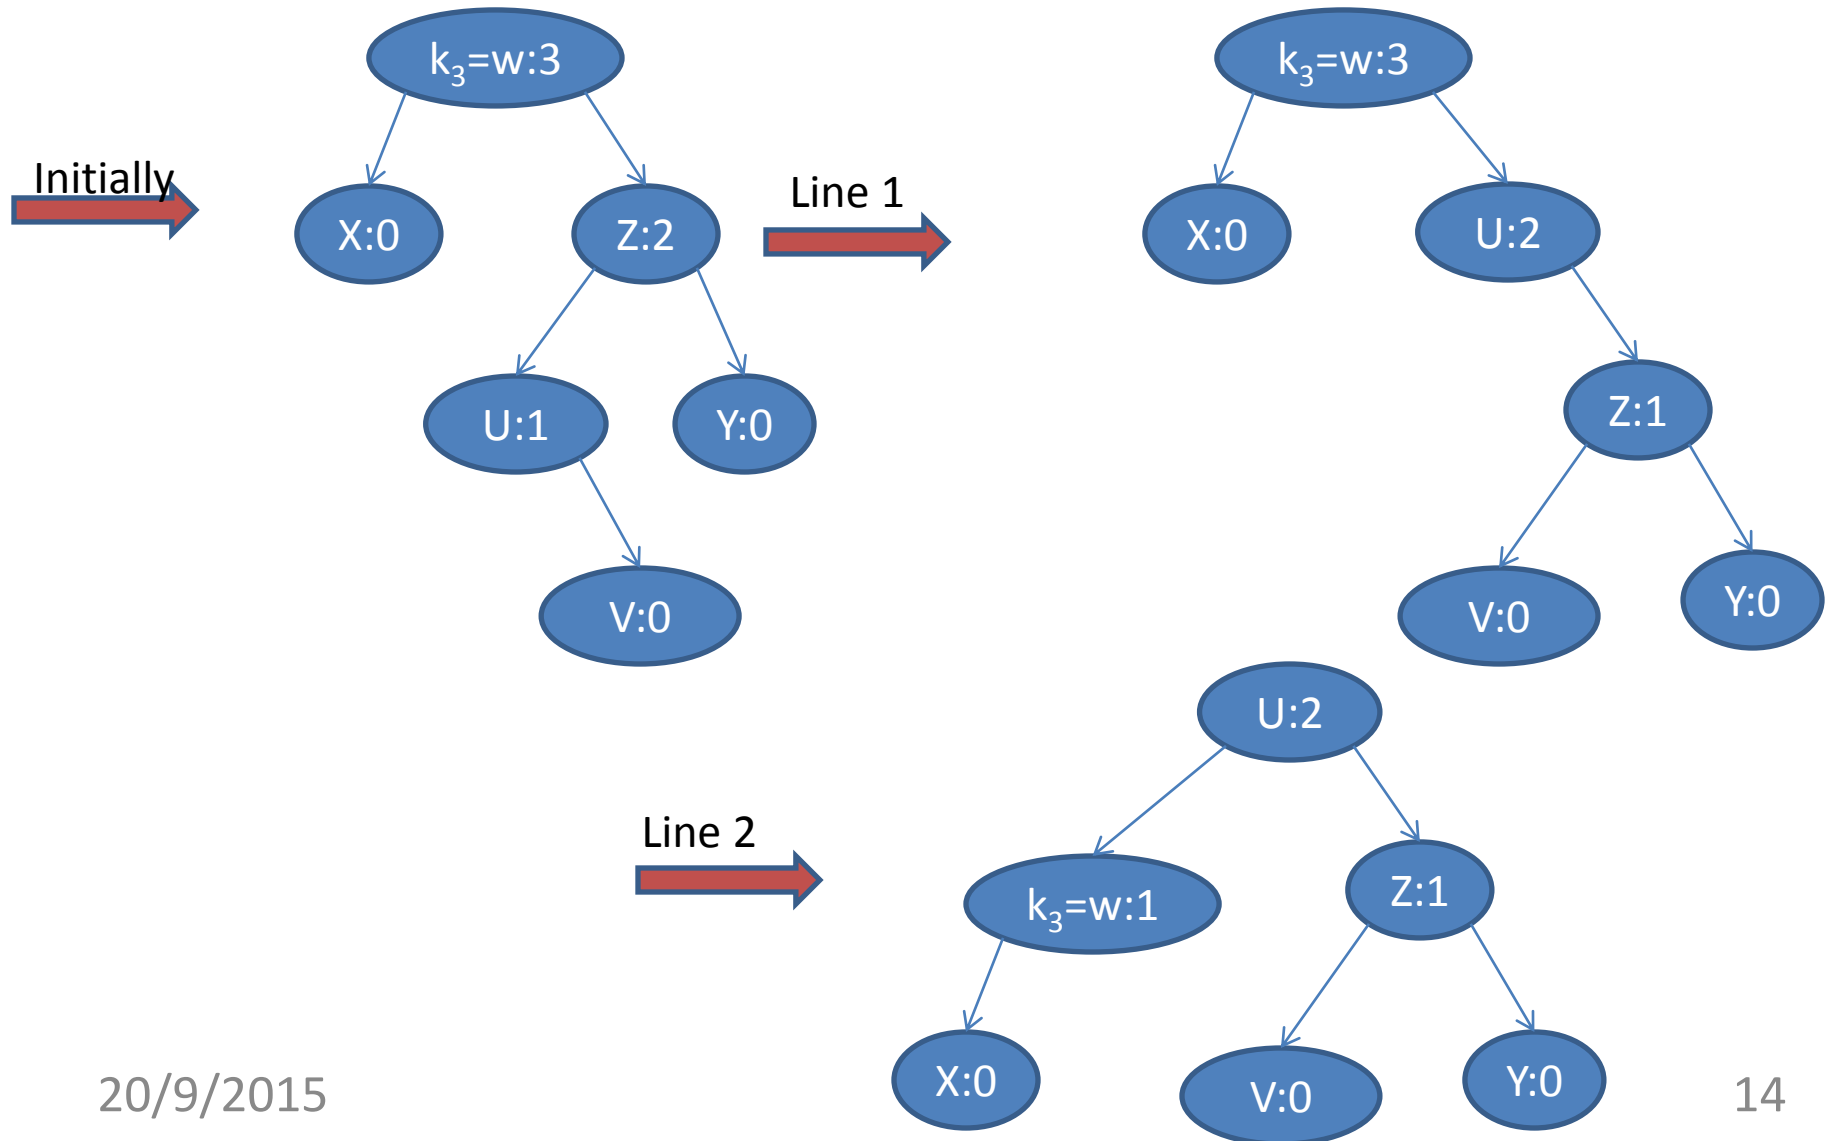 Initially
k₃=w:3
X:0
Z:2
U:1
Y:0
V:0
Line 1
k₃=w:3
X:0
U:2
Z:1
V:0
Y:0
Line 2
U:2
k₃=w:1
Z:1
X:0
V:0
Y:0
20/9/2015
14